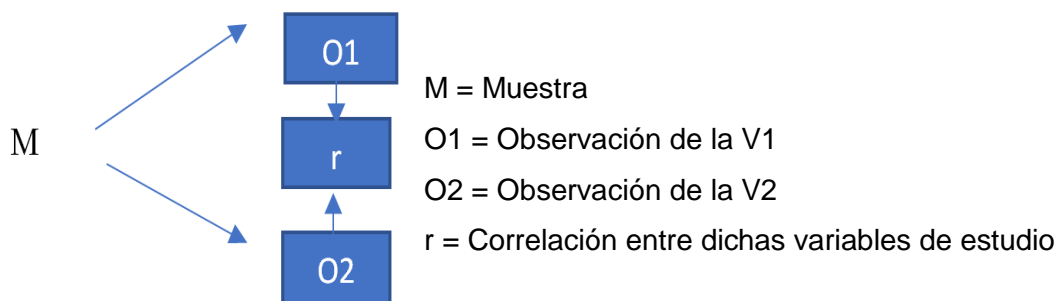 O1
M = Muestra
O1 = Observación de la V1
M
r
O2 = Observación de la V2
r = Correlación entre dichas variables de estudio
O2